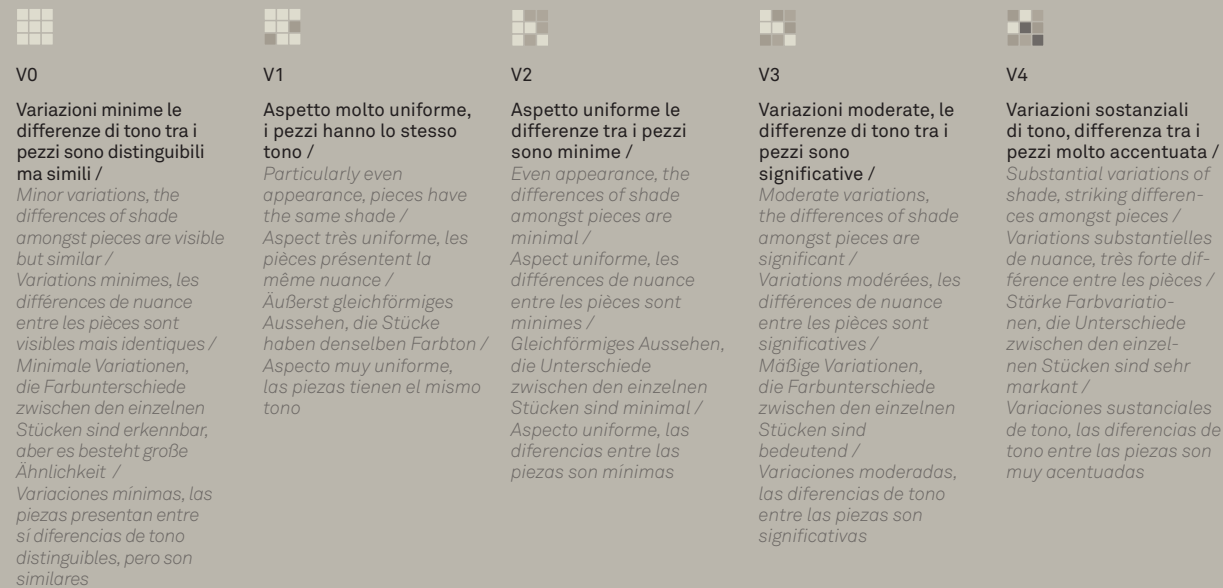 V0
Variazioni minime le
differenze di tono tra i
pezzi sono distinguibili
ma simili /
Minor variations, the
differences of shade
amongst pieces are visible
but similar /
Variations minimes, les
différences de nuance
entre les pièces sont
visibles mais identiques /
Minimale Variationen,
die Farbunterschiede
zwischen den einzelnen
Stücken sind erkennbar,
aber es besteht große
Ähnlichkeit /
Variaciones mínimas, las
piezas presentan entre
sí diferencias de tono
distinguibles, pero son
similares
V1
Aspetto molto uniforme,
i pezzi hanno lo stesso
tono /
Particularly even
appearance, pieces have
the same shade /
Aspect très uniforme, les
pièces présentent la
même nuance /
Äußerst gleichförmiges
Aussehen, die Stücke
haben denselben Farbton /
Aspecto muy uniforme,
las piezas tienen el mismo
tono
V2
Aspetto uniforme le
differenze tra i pezzi
sono minime /
Even appearance, the
differences of shade
amongst pieces are
minimal /
Aspect uniforme, les
différences de nuance
entre les pièces sont
minimes /
Gleichförmiges Aussehen,
die Unterschiede
zwischen den einzelnen
Stücken sind minimal /
Aspecto uniforme, las
diferencias entre las
piezas son mínimas
V3
Variazioni moderate, le
differenze di tono tra i
pezzi sono
significative /
Moderate variations,
the differences of shade
amongst pieces are
significant /
Variations modérées, les
différences de nuance
entre les pièces sont
significatives /
Mäßige Variationen,
die Farbunterschiede
zwischen den einzelnen
Stücken sind
bedeutend /
Variaciones moderadas,
las diferencias de tono
entre las piezas son
significativas
V4
Variazioni sostanziali
di tono, differenza tra i
pezzi molto accentuata /
Substantial variations of
shade, striking differen-
ces amongst pieces /
Variations substantielles
de nuance, très forte dif-
férence entre les pièces /
Stärke Farbvariatio-
nen, die Unterschiede
zwischen den einzel-
nen Stücken sind sehr
markant /
Variaciones sustanciales
de tono, las diferencias de
tono entre las piezas son
muy acentuadas